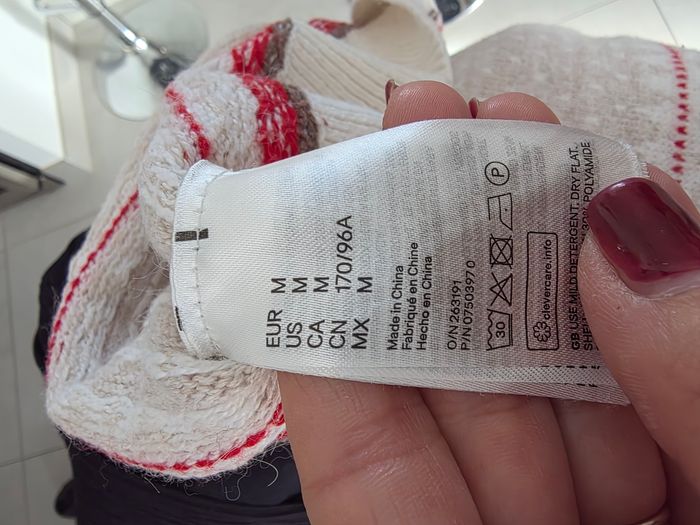 EUR M
US M
CA M
CN 170/96A
MX M
Made in China
Fabriqué en Chine
Hecho en China
O/N 263191
P/N 07503970
30
P
clevercare.info
GB USE MILD DETERGENT. DRY FLAT.
POLYAMIDE